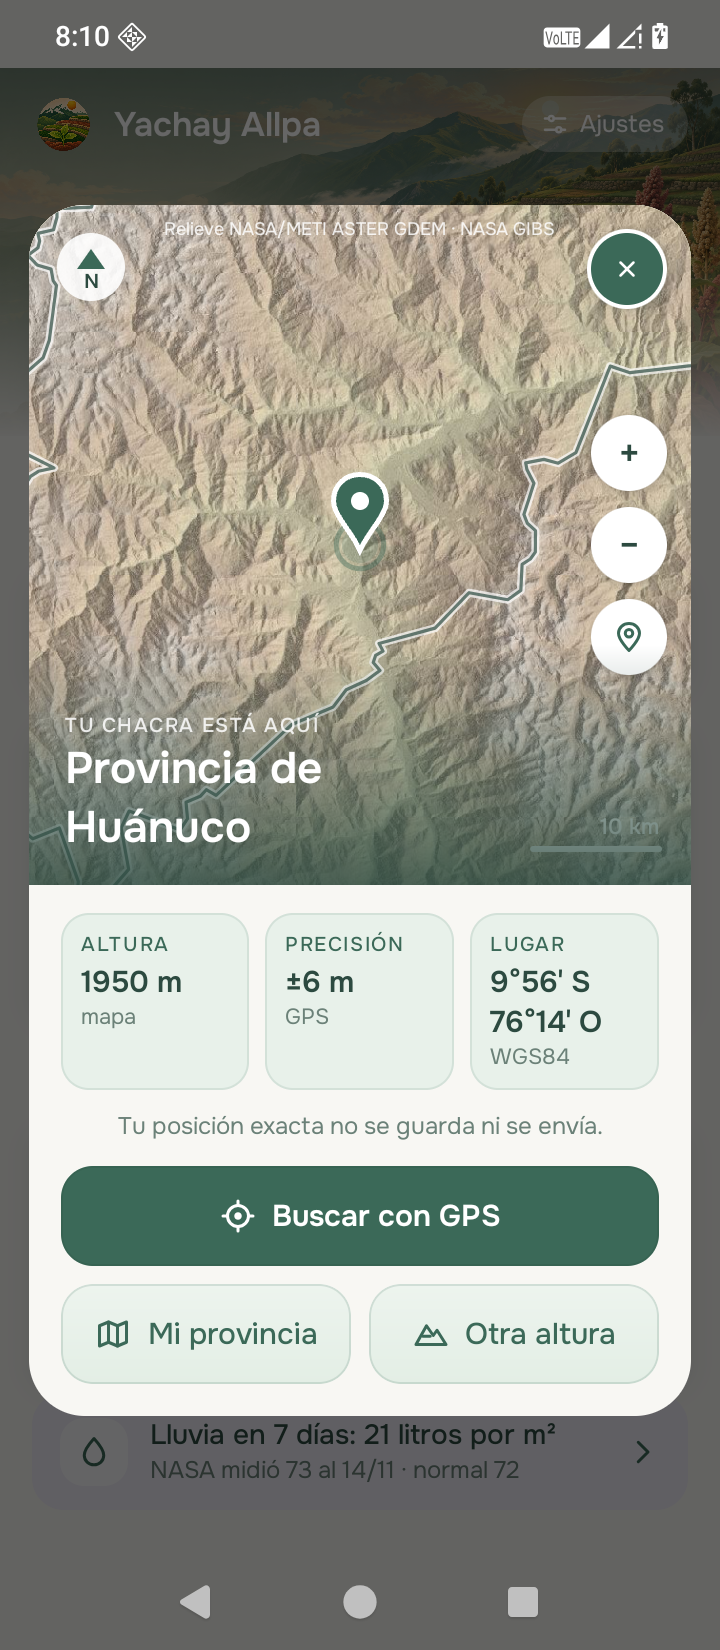 8:10
VoLTE
Yachay Allpa
Ajustes
Relieve NASA/METI ASTER GDEM · NASA GIBS
N
+
−
TU CHACRA ESTÁ AQUÍ
Provincia de
Huánuco
10 km
ALTURA
1950 m
mapa
PRECISIÓN
±6 m
GPS
LUGAR
9°56' S
76°14' O
WGS84
Tu posición exacta no se guarda ni se envía.
Buscar con GPS
Mi provincia
Otra altura
Lluvia en 7 días: 21 litros por m²
NASA midió 73 al 14/11 · normal 72